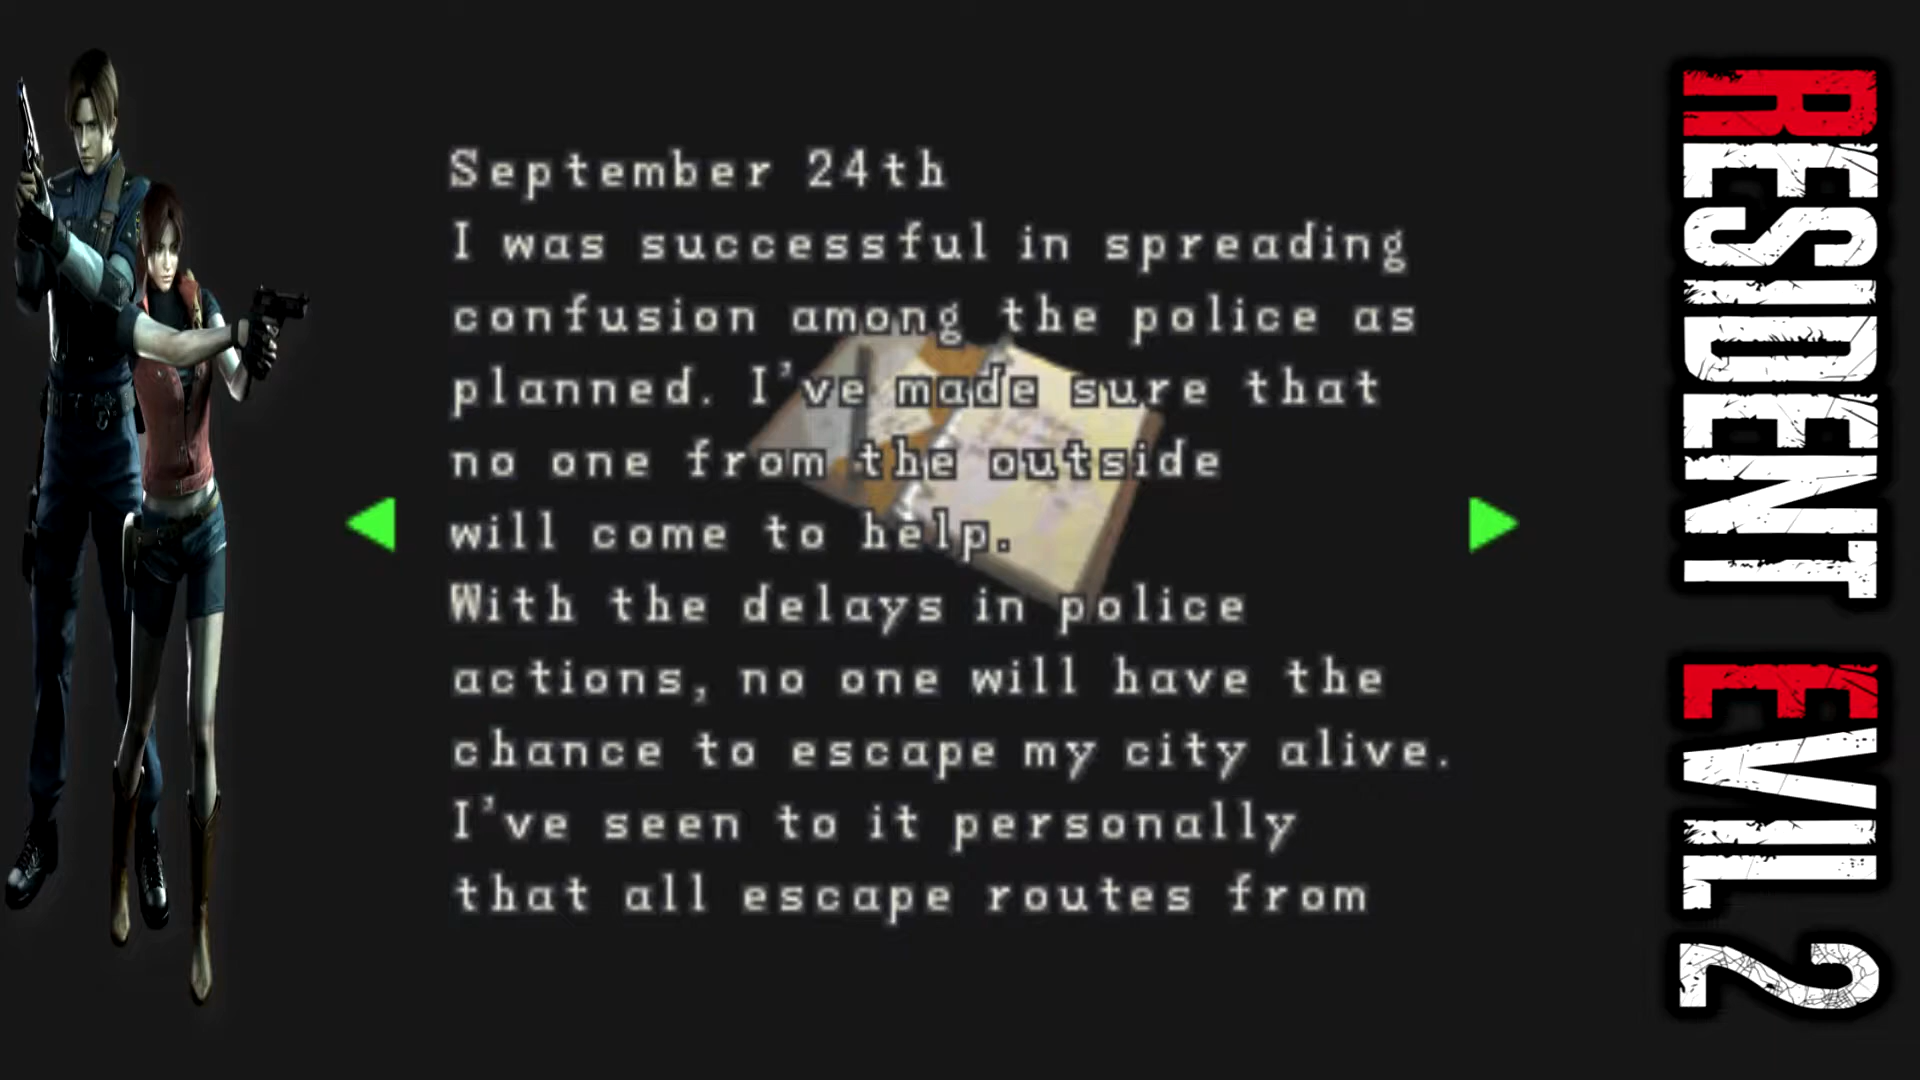 September 24th
I was successful in spreading
confusion among the police as
planned. I've made sure that
no one from the outside
will come to help.
With the delays in police
actions, no one will have the
chance to escape my city alive.
I've seen to it personally
that all escape routes from
RESIDENT EVIL 2